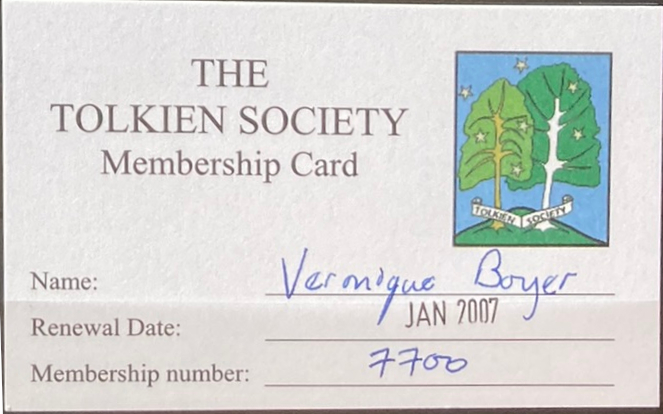 THE
TOLKIEN SOCIETY
Membership Card
TOLKIEN SOCIETY
Name: Veronique Boyer
Renewal Date: JAN 2007
Membership number: 7700